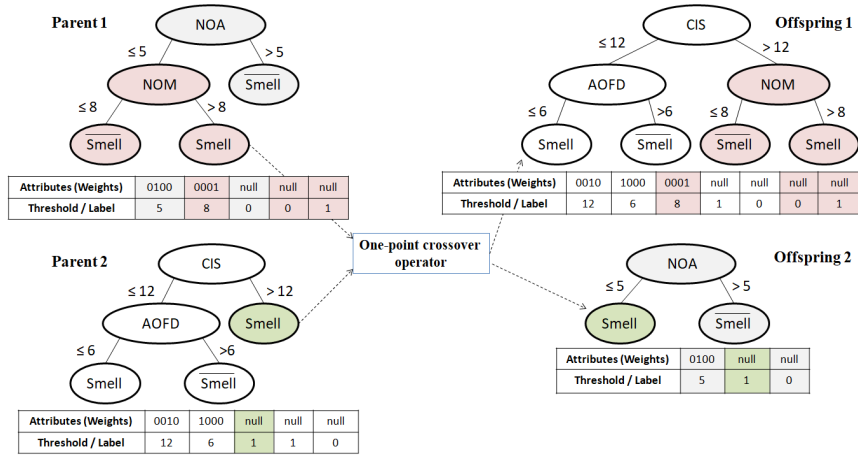 Parent 1
NOA
≤ 5
> 5
NOM
Smell
≤ 8
>8
Smell
Smell
Attributes (Weights) 0100 0001 null null null
Threshold / Label 5 8 0 0 1
Parent 2
CIS
≤ 12
> 12
AOFD
Smell
≤ 6
>6
Smell
Smell
Attributes (Weights) 0010 1000 null null null
Threshold / Label 12 6 1 1 0
One-point crossover
operator
Offspring 1
CIS
≤ 12
> 12
AOFD
NOM
≤ 6
>6
≤ 8
> 8
Smell
Smell
Smell
Smell
Attributes (Weights) 0010 1000 0001 null null null null
Threshold / Label 12 6 8 1 0 0 1
Offspring 2
NOA
≤ 5
> 5
Smell
Smell
Attributes (Weights) 0100 null null
Threshold / Label 5 1 0